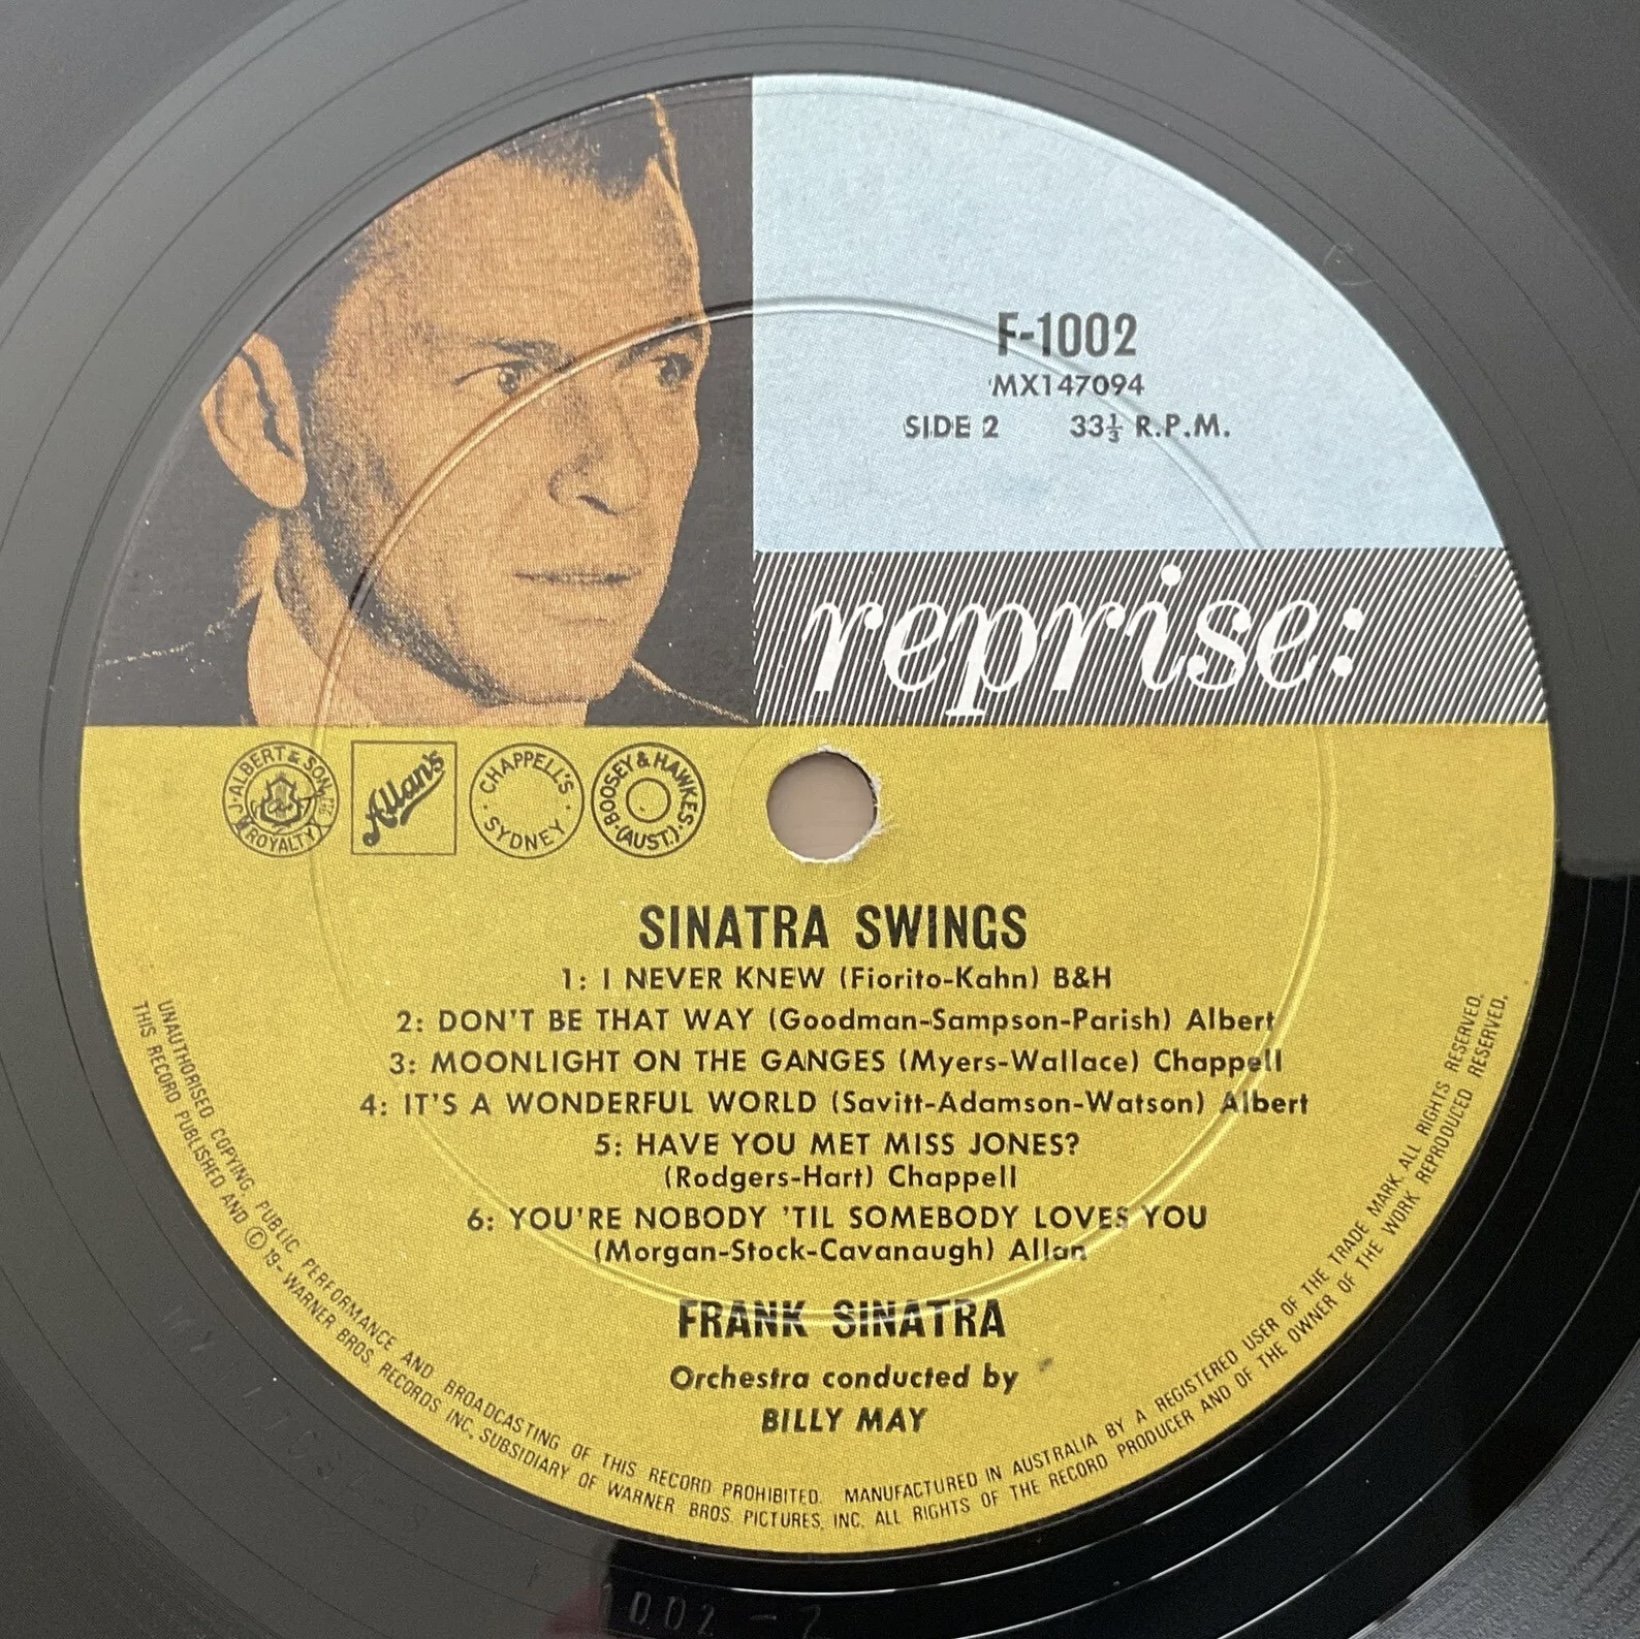 F-1002
MX147094
SIDE 2 33⅓ R.P.M.
reprise:
J. ALBERT & SON
ROYALTY
Allan's
CHAPPELL'S
SYDNEY
BOOSEY & HAWKES
(AUST.)
SINATRA SWINGS
1: I NEVER KNEW (Fiorito-Kahn) B&H
2: DON'T BE THAT WAY (Goodman-Sampson-Parish) Albert
3: MOONLIGHT ON THE GANGES (Myers-Wallace) Chappell
4: IT'S A WONDERFUL WORLD (Savitt-Adamson-Watson) Albert
5: HAVE YOU MET MISS JONES?
(Rodgers-Hart) Chappell
6: YOU'RE NOBODY 'TIL SOMEBODY LOVES YOU
(Morgan-Stock-Cavanaugh) Allan
FRANK SINATRA
Orchestra conducted by
BILLY MAY
UNAUTHORISED COPYING, PUBLIC PERFORMANCE AND BROADCASTING OF THIS RECORD PROHIBITED. MANUFACTURED IN AUSTRALIA BY A REGISTERED USER OF THE TRADE MARK. ALL RIGHTS RESERVED.
THIS RECORD PUBLISHED AND © 19- WARNER BROS. RECORDS INC, SUBSIDIARY OF WARNER BROS. PICTURES, INC. ALL RIGHTS OF THE RECORD PRODUCER AND OF THE OWNER OF THE WORK REPRODUCED RESERVED.
1002-2